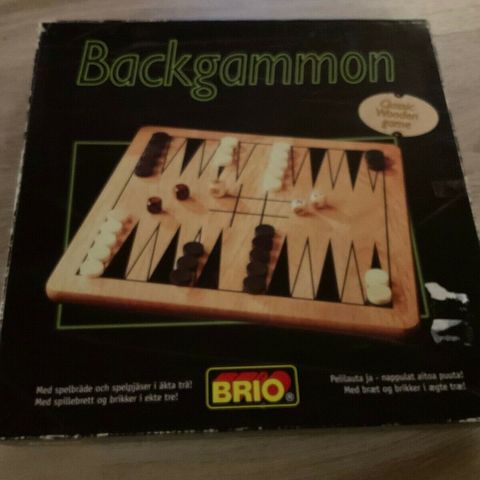 Backgammon
Classic
Wooden
game
Med spelbräde och spelpjäser i äkta trä!
Med spillebrett og brikker i ekte tre!
BRIO®
Pelilauta ja - nappulat aitoa puuta!
Med bræt og brikker i ægte træ!